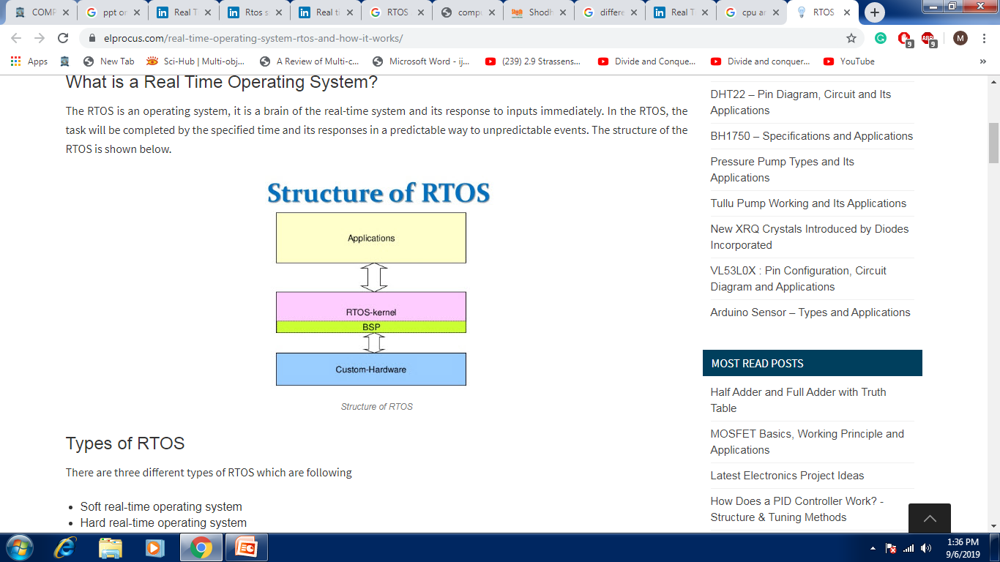 COMP
ppt or
Real T
Rtos s
Real ti
RTOS
compu
Shodh
differe
Real T
cpu ar
RTOS
elprocus.com/real-time-operating-system-rtos-and-how-it-works/
9
9
M
Apps
New Tab
Sci-Hub | Multi-obj...
A Review of Multi-c...
Microsoft Word - ij...
(239) 2.9 Strassens...
Divide and Conque...
Divide and conquer...
YouTube
»
What is a Real Time Operating System?
The RTOS is an operating system, it is a brain of the real-time system and its response to inputs immediately. In the RTOS, the
task will be completed by the specified time and its responses in a predictable way to unpredictable events. The structure of the
RTOS is shown below.
Structure of RTOS
Applications
RTOS-kernel
BSP
Custom-Hardware
Structure of RTOS
Types of RTOS
There are three different types of RTOS which are following
• Soft real-time operating system
• Hard real-time operating system
DHT22 – Pin Diagram, Circuit and Its
Applications
BH1750 – Specifications and Applications
Pressure Pump Types and Its
Applications
Tullu Pump Working and Its Applications
New XRQ Crystals Introduced by Diodes
Incorporated
VL53L0X : Pin Configuration, Circuit
Diagram and Applications
Arduino Sensor – Types and Applications
MOST READ POSTS
Half Adder and Full Adder with Truth
Table
MOSFET Basics, Working Principle and
Applications
Latest Electronics Project Ideas
How Does a PID Controller Work? -
Structure & Tuning Methods
1:36 PM
9/6/2019